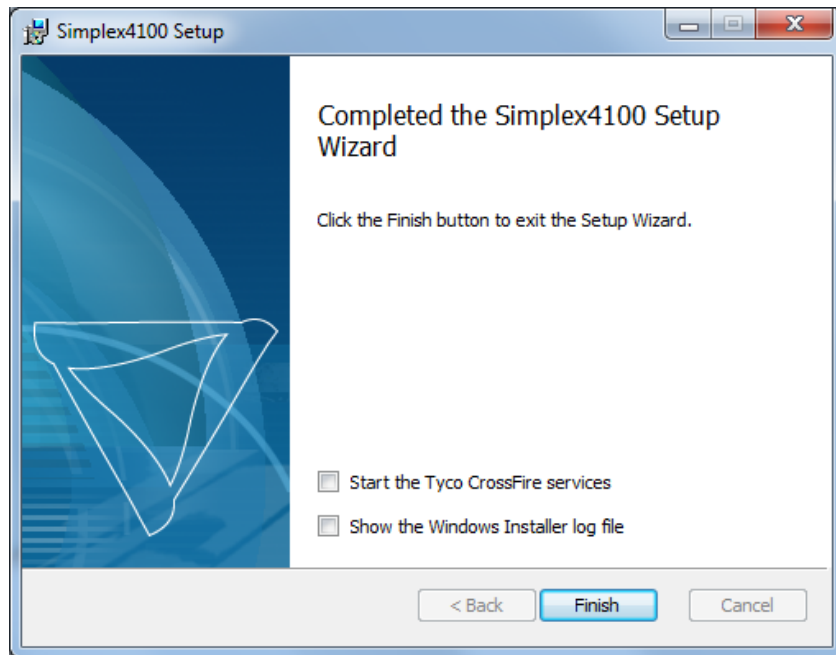 Simplex4100 Setup
Completed the Simplex4100 Setup
Wizard
Click the Finish button to exit the Setup Wizard.
Start the Tyco CrossFire services
Show the Windows Installer log file
< Back
Finish
Cancel